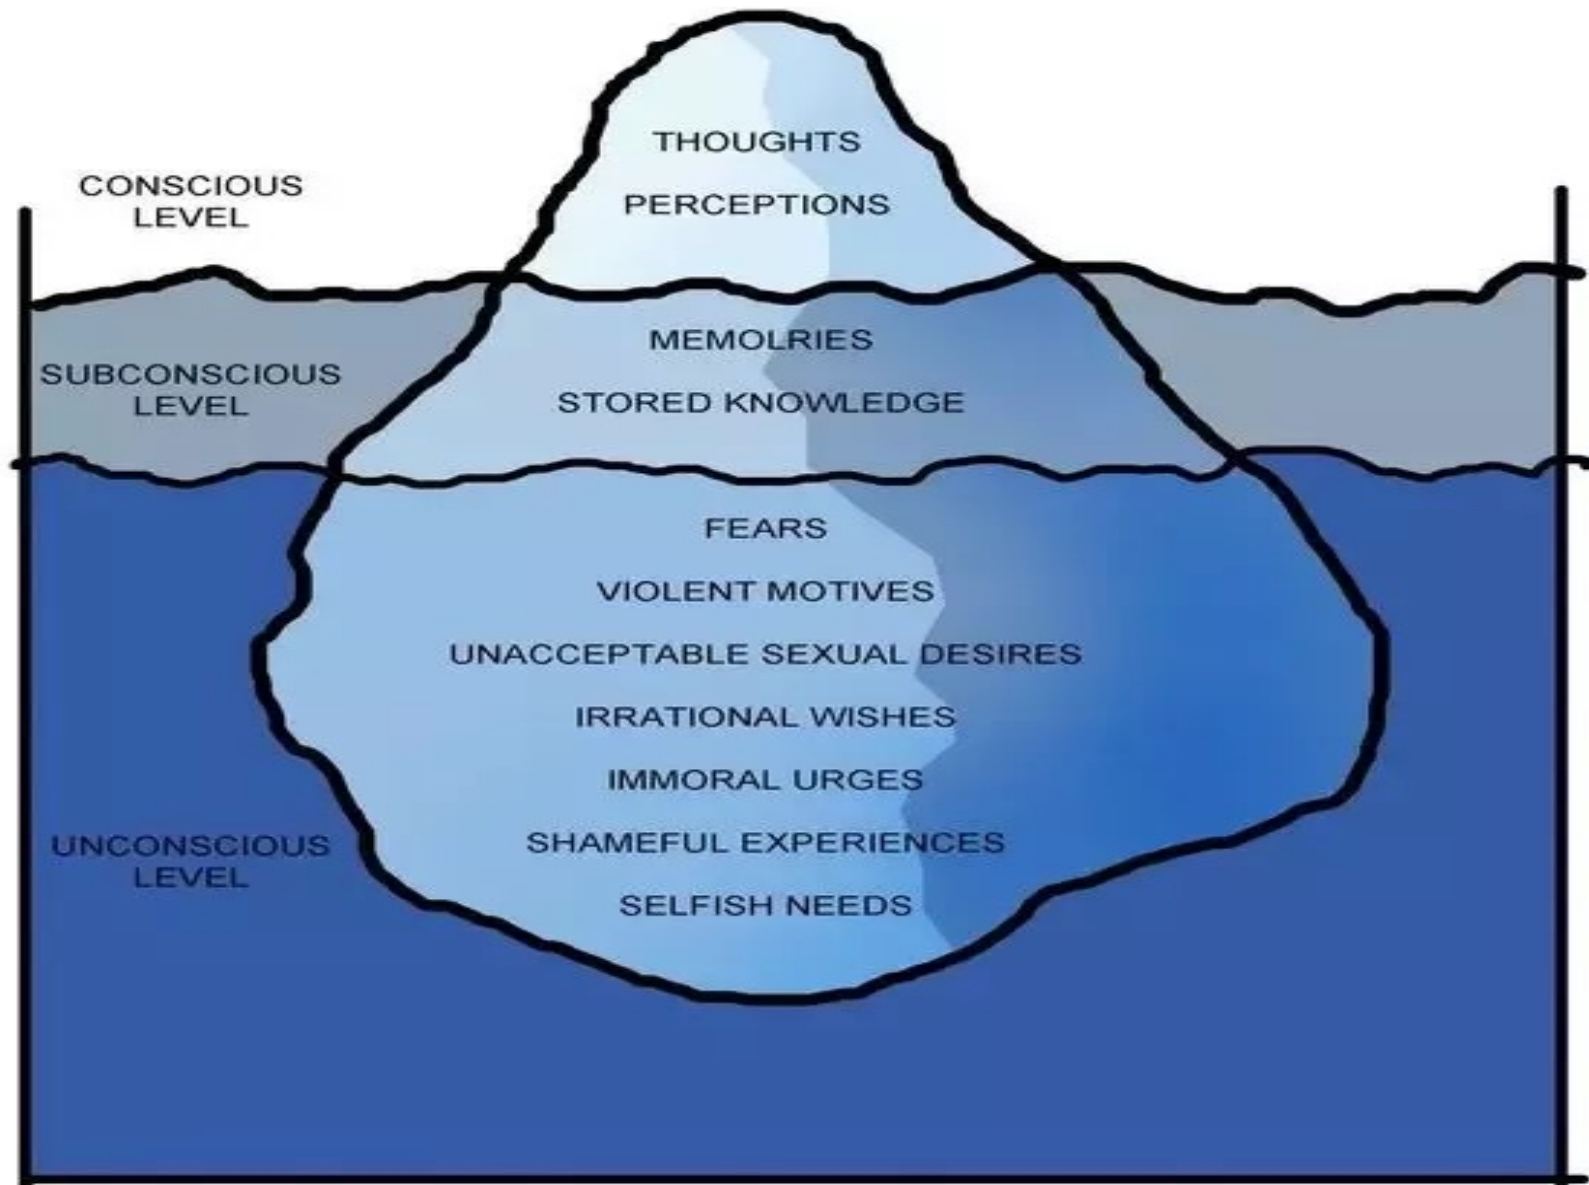 THOUGHTS
PERCEPTIONS
CONSCIOUS
LEVEL
MEMOLRIES
STORED KNOWLEDGE
SUBCONSCIOUS
LEVEL
FEARS
VIOLENT MOTIVES
UNACCEPTABLE SEXUAL DESIRES
IRRATIONAL WISHES
IMMORAL URGES
SHAMEFUL EXPERIENCES
SELFISH NEEDS
UNCONSCIOUS
LEVEL